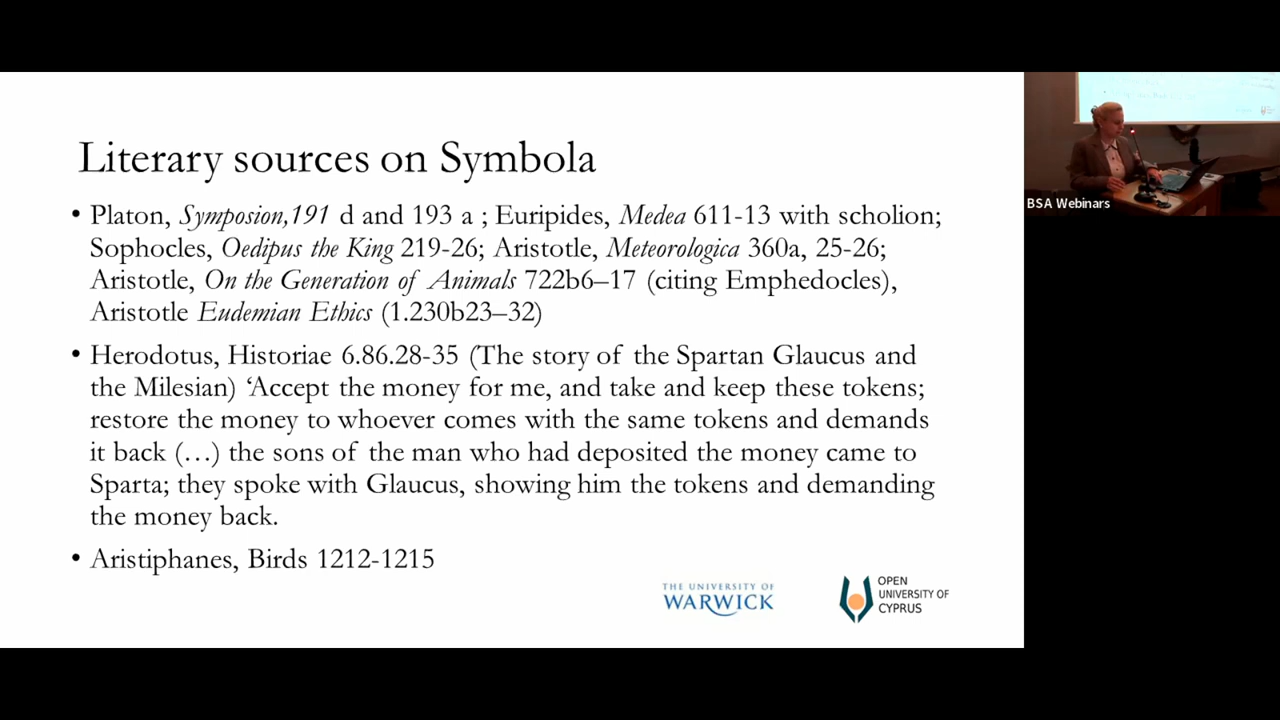 Literary sources on Symbola
• Platon, Symposion,191 d and 193 a ; Euripides, Medea 611-13 with scholion;
Sophocles, Oedipus the King 219-26; Aristotle, Meteorologica 360a, 25-26;
Aristotle, On the Generation of Animals 722b6–17 (citing Emphedocles),
Aristotle Eudemian Ethics (1.230b23–32)
• Herodotus, Historiae 6.86.28-35 (The story of the Spartan Glaucus and
the Milesian) ‘Accept the money for me, and take and keep these tokens;
restore the money to whoever comes with the same tokens and demands
it back (…) the sons of the man who had deposited the money came to
Sparta; they spoke with Glaucus, showing him the tokens and demanding
the money back.
• Aristiphanes, Birds 1212-1215
THE UNIVERSITY OF
WARWICK
OPEN
UNIVERSITY OF
CYPRUS
BSA Webinars